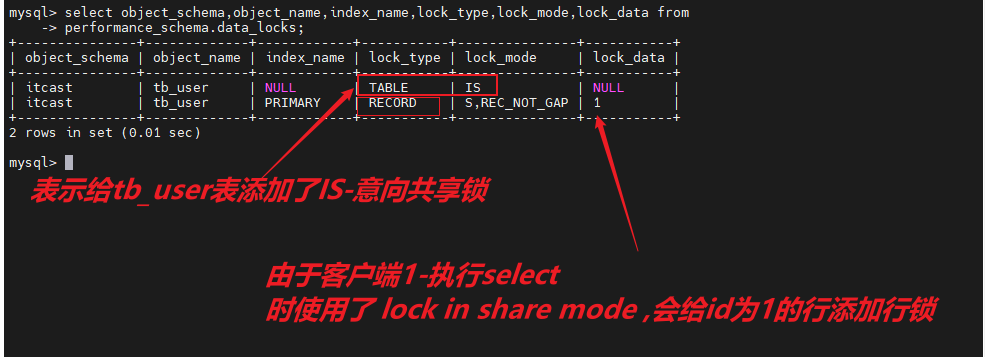 mysql> select object_schema,object_name,index_name,lock_type,lock_mode,lock_data from
    -> performance_schema.data_locks;
+---------------+-------------+------------+-----------+---------------+-----------+
| object_schema | object_name | index_name | lock_type | lock_mode     | lock_data |
+---------------+-------------+------------+-----------+---------------+-----------+
| itcast        | tb_user     | NULL       | TABLE     | IS            | NULL      |
| itcast        | tb_user     | PRIMARY    | RECORD    | S,REC_NOT_GAP | 1         |
+---------------+-------------+------------+-----------+---------------+-----------+
2 rows in set (0.01 sec)
mysql>
表示给tb_user表添加了IS-意向共享锁
由于客户端1-执行select
时使用了 lock in share mode ,会给id为1的行添加行锁